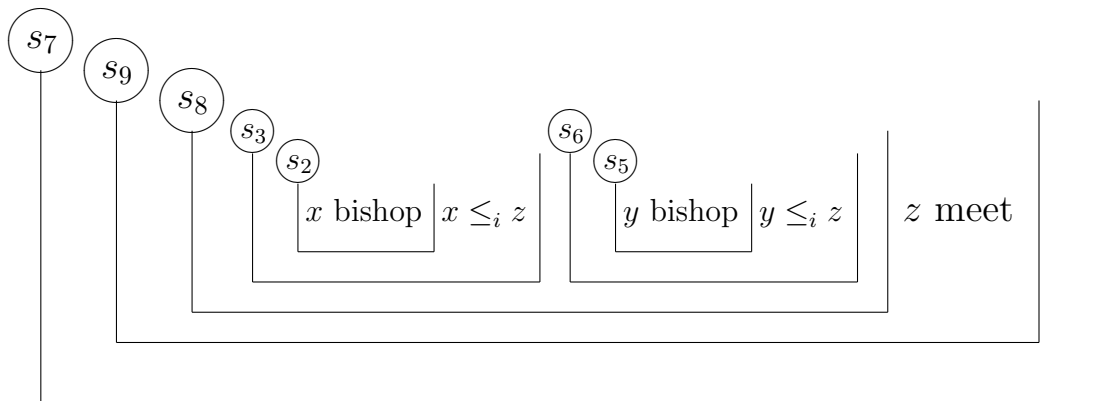 s₇
s₉
s₈
s₃ s₆
s₂ s₅
x bishop x ≤ᵢ z y bishop y ≤ᵢ z z meet